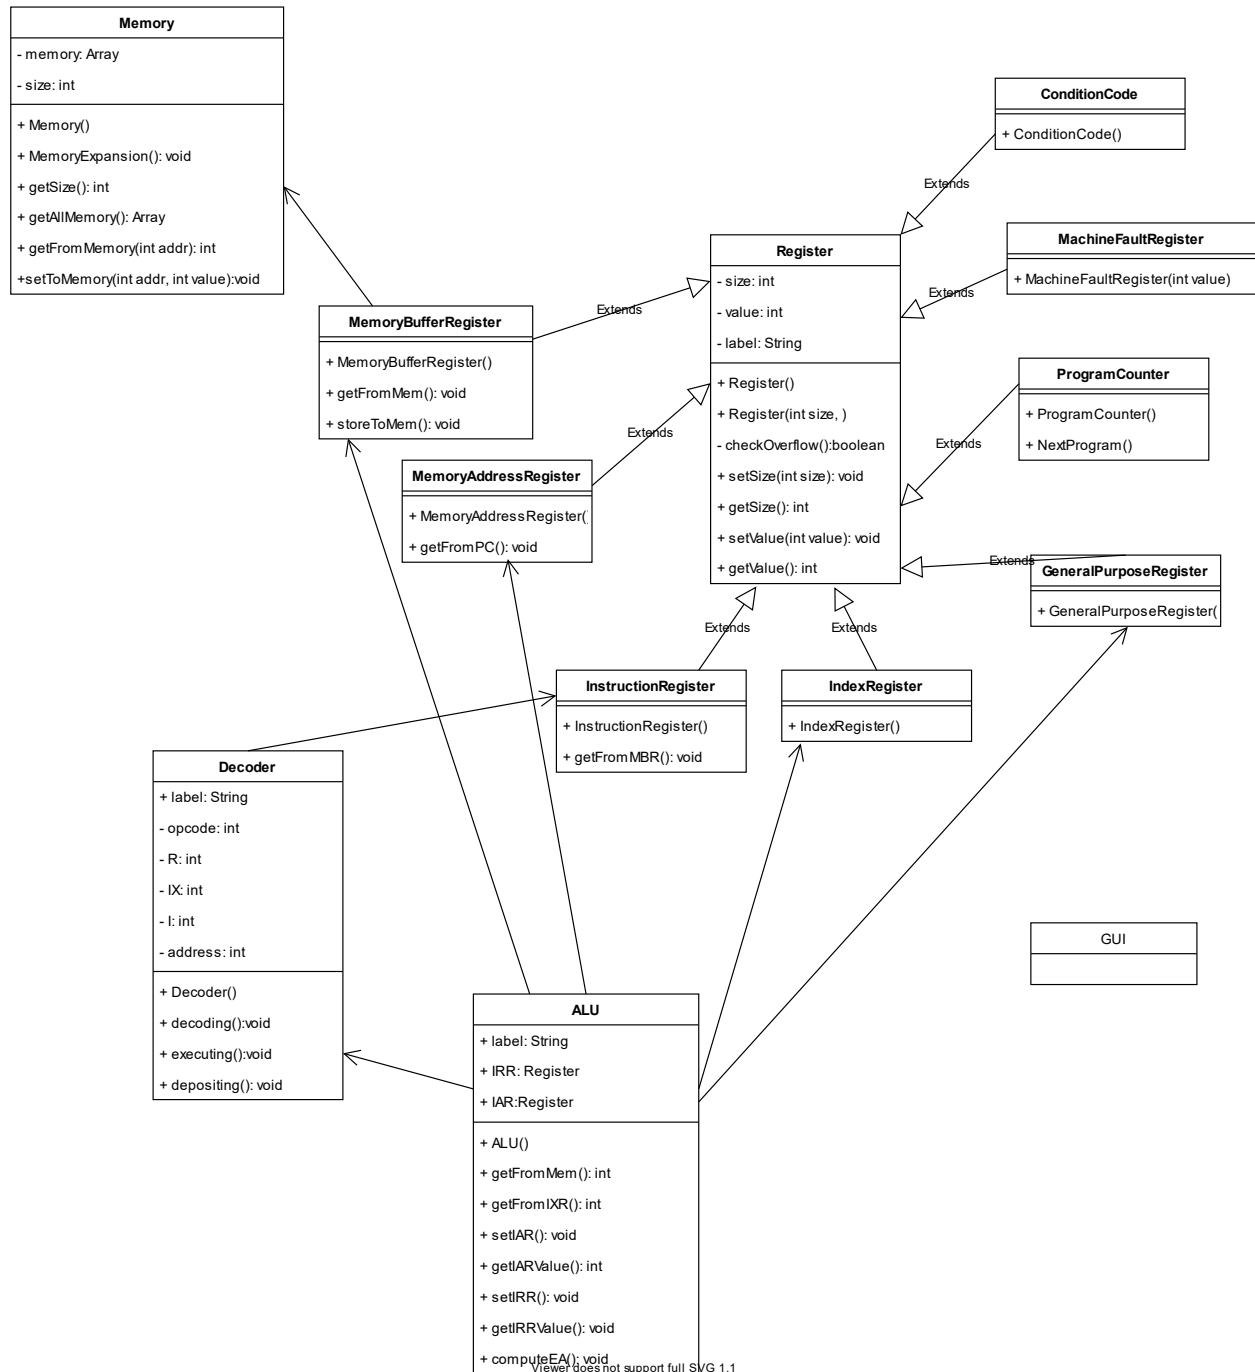 Memory
- memory: Array
- size: int
+ Memory()
+ MemoryExpansion(): void
+ getSize(): int
+ getAllMemory(): Array
+ getFromMemory(int addr): int
+setToMemory(int addr, int value):void
ConditionCode
+ ConditionCode()
Extends
MachineFaultRegister
+ MachineFaultRegister(int value)
Extends
Register
- size: int
- value: int
- label: String
+ Register()
+ Register(int size, )
- checkOverflow():boolean
+ setSize(int size): void
+ getSize(): int
+ setValue(int value): void
+ getValue(): int
Extends
MemoryBufferRegister
+ MemoryBufferRegister()
+ getFromMem(): void
+ storeToMem(): void
ProgramCounter
+ ProgramCounter()
+ NextProgram()
Extends
Extends
MemoryAddressRegister
+ MemoryAddressRegister(
+ getFromPC(): void
Extends
GeneralPurposeRegister
+ GeneralPurposeRegister(
Extends
Extends
InstructionRegister
+ InstructionRegister()
+ getFromMBR(): void
IndexRegister
+ IndexRegister()
Decoder
+ label: String
- opcode: int
- R: int
- IX: int
- I: int
- address: int
+ Decoder()
+ decoding():void
+ executing():void
+ depositing(): void
GUI
ALU
+ label: String
+ IRR: Register
+ IAR:Register
+ ALU()
+ getFromMem(): int
+ getFromIXR(): int
+ setIAR(): void
+ getIARValue(): int
+ setIRR(): void
+ getIRRValue(): void
+ computeEA(): void
Viewer does not support full SVG 1.1